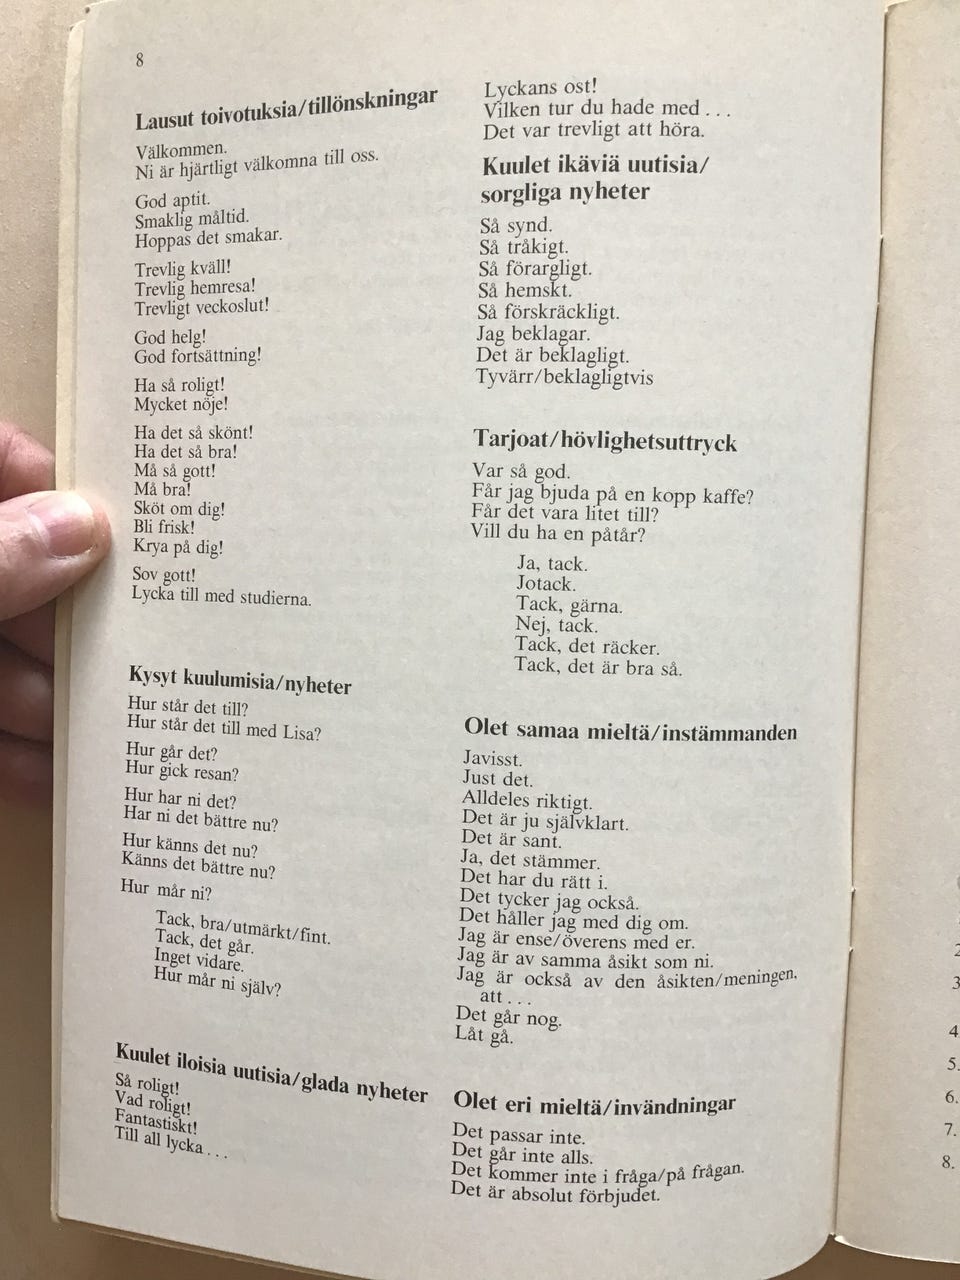 8
Lausut toivotuksia/tillönskningar
Välkommen.
Ni är hjärtligt välkomna till oss.
God aptit.
Smaklig måltid.
Hoppas det smakar.
Trevlig kväll!
Trevlig hemresa!
Trevligt veckoslut!
God helg!
God fortsättning!
Ha så roligt!
Mycket nöje!
Ha det så skönt!
Ha det så bra!
Må så gott!
Må bra!
Sköt om dig!
Bli frisk!
Krya på dig!
Sov gott!
Lycka till med studierna.
Kysyt kuulumisia/nyheter
Hur står det till?
Hur står det till med Lisa?
Hur går det?
Hur gick resan?
Hur har ni det?
Har ni det bättre nu?
Hur känns det nu?
Känns det bättre nu?
Hur mår ni?
Tack, bra/utmärkt/fint.
Tack, det går.
Inget vidare.
Hur mår ni själv?
Kuulet iloisia uutisia/glada nyheter
Så roligt!
Vad roligt!
Fantastiskt!
Till all lycka . . .
Lyckans ost!
Vilken tur du hade med . . .
Det var trevligt att höra.
Kuulet ikäviä uutisia/
sorgliga nyheter
Så synd.
Så tråkigt.
Så förargligt.
Så hemskt.
Så förskräckligt.
Jag beklagar.
Det är beklagligt.
Tyvärr/beklagligtvis
Tarjoat/hövlighetsuttryck
Var så god.
Får jag bjuda på en kopp kaffe?
Får det vara litet till?
Vill du ha en påtår?
Ja, tack.
Jotack.
Tack, gärna.
Nej, tack.
Tack, det räcker.
Tack, det är bra så.
Olet samaa mieltä/instämmanden
Javisst.
Just det.
Alldeles riktigt.
Det är ju självklart.
Det är sant.
Ja, det stämmer.
Det har du rätt i.
Det tycker jag också.
Det håller jag med dig om.
Jag är ense/överens med er.
Jag är av samma åsikt som ni.
Jag är också av den åsikten/meningen,
att . . .
Det går nog.
Låt gå.
Olet eri mieltä/invändningar
Det passar inte.
Det går inte alls.
Det kommer inte i fråga/på frågan.
Det är absolut förbjudet.
2
3
4
5.
6.
7.
8.